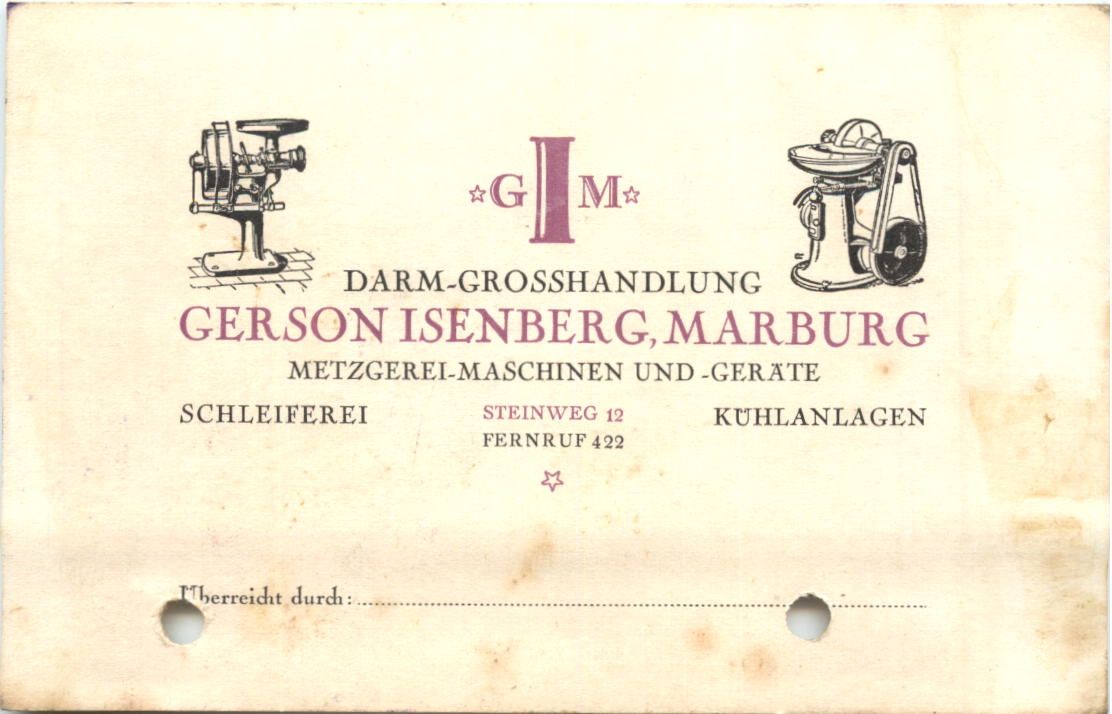 ☆G I M☆
DARM-GROSSHANDLUNG
GERSON ISENBERG, MARBURG
METZGEREI-MASCHINEN UND -GERÄTE
SCHLEIFEREI STEINWEG 12 KÜHLANLAGEN
FERNRUF 422
☆
Überreicht durch: